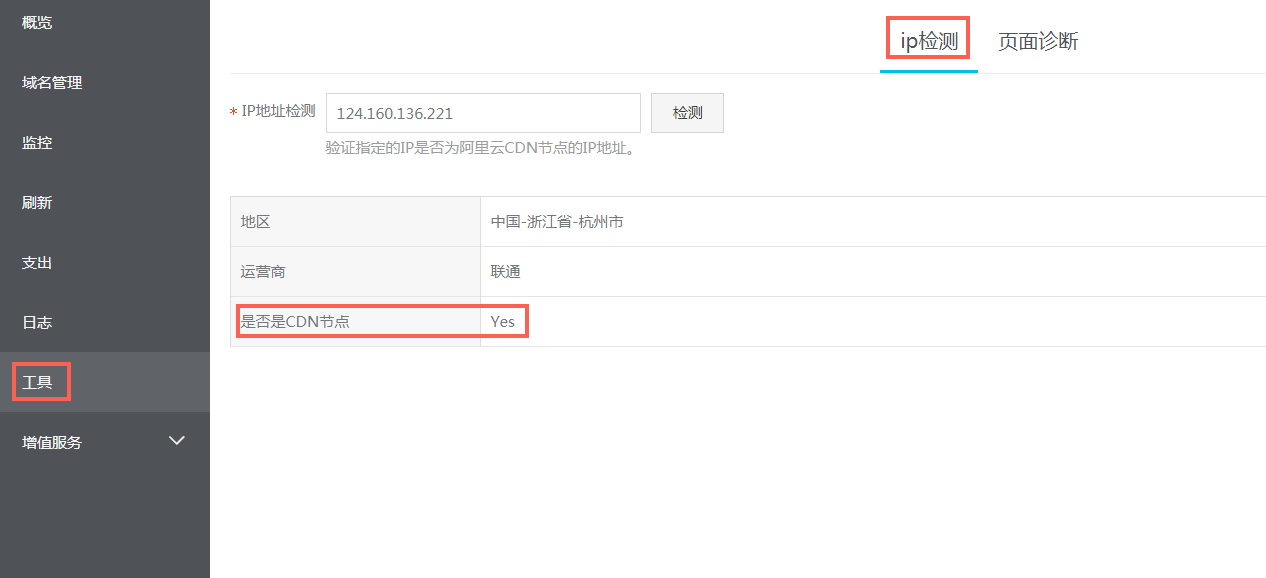 概览
域名管理
监控
刷新
支出
日志
工具
增值服务
ip检测 页面诊断
* IP地址检测 124.160.136.221 检测
验证指定的IP是否为阿里云CDN节点的IP地址。
地区 中国-浙江省-杭州市
运营商 联通
是否是CDN节点 Yes